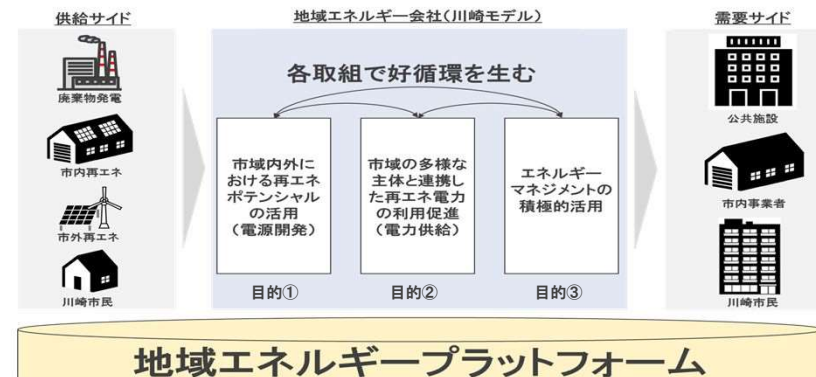 供給サイド
廃棄物発電
市内再エネ
市外再エネ
川崎市民
地域エネルギー会社(川崎モデル)
各取組で好循環を生む
市域内外に
おける再エネ
ポテンシャル
の活用
(電源開発)
目的①
市域の多様な
主体と連携し
た再エネ電力
の利用促進
(電力供給)
目的②
エネルギー
マネジメントの
積極的活用
目的③
需要サイド
公共施設
市内事業者
川崎市民
地域エネルギープラットフォーム